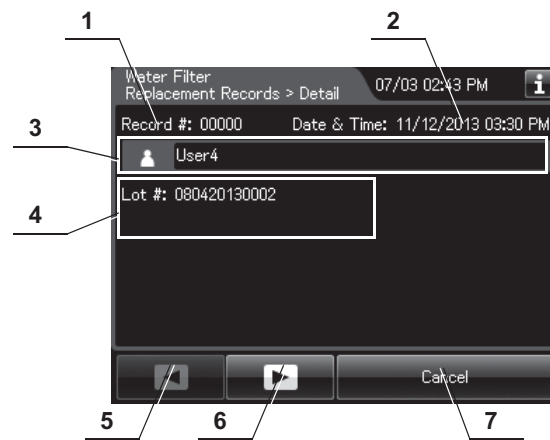 1
2
Water Filter
Replacement Records > Detail
07/03 02:43 PM
i
Record #: 00000
Date & Time: 11/12/2013 03:30 PM
3
User4
Lot #: 080420130002
4
Cancel
5
6
7